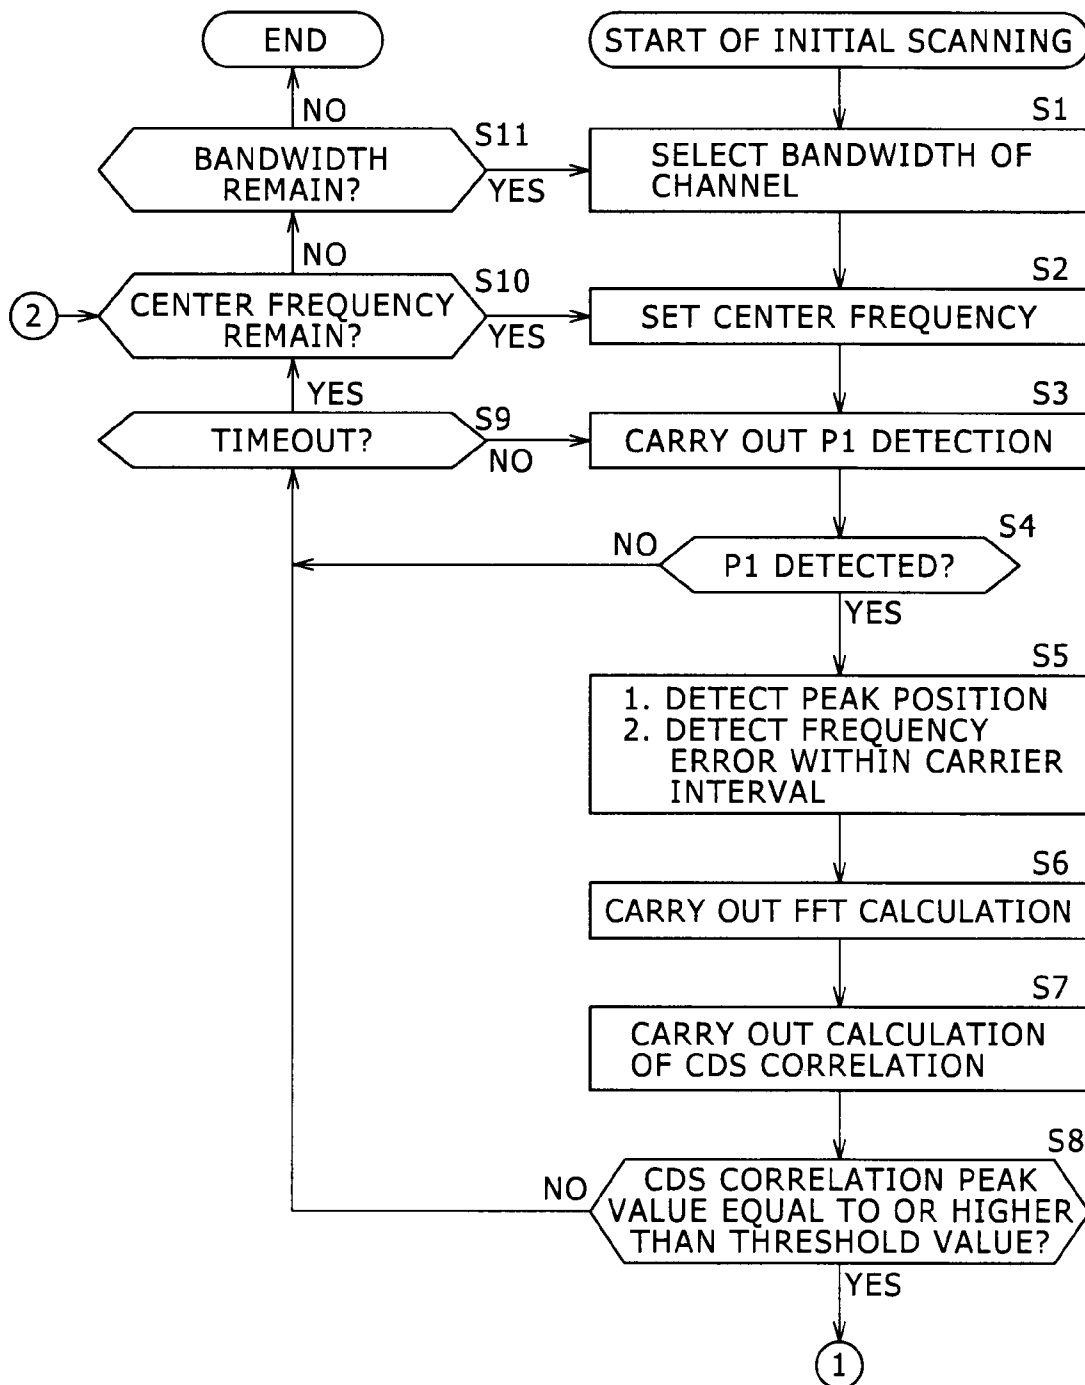 END
START OF INITIAL SCANNING
NO
S1
S11
BANDWIDTH
REMAIN?
YES
SELECT BANDWIDTH OF
CHANNEL
NO
S2
S10
2
CENTER FREQUENCY
REMAIN?
YES
SET CENTER FREQUENCY
YES
S3
S9
TIMEOUT?
NO
CARRY OUT P1 DETECTION
S4
NO
P1 DETECTED?
YES
S5
1. DETECT PEAK POSITION
2. DETECT FREQUENCY
ERROR WITHIN CARRIER
INTERVAL
S6
CARRY OUT FFT CALCULATION
S7
CARRY OUT CALCULATION
OF CDS CORRELATION
S8
NO
CDS CORRELATION PEAK
VALUE EQUAL TO OR HIGHER
THAN THRESHOLD VALUE?
YES
1